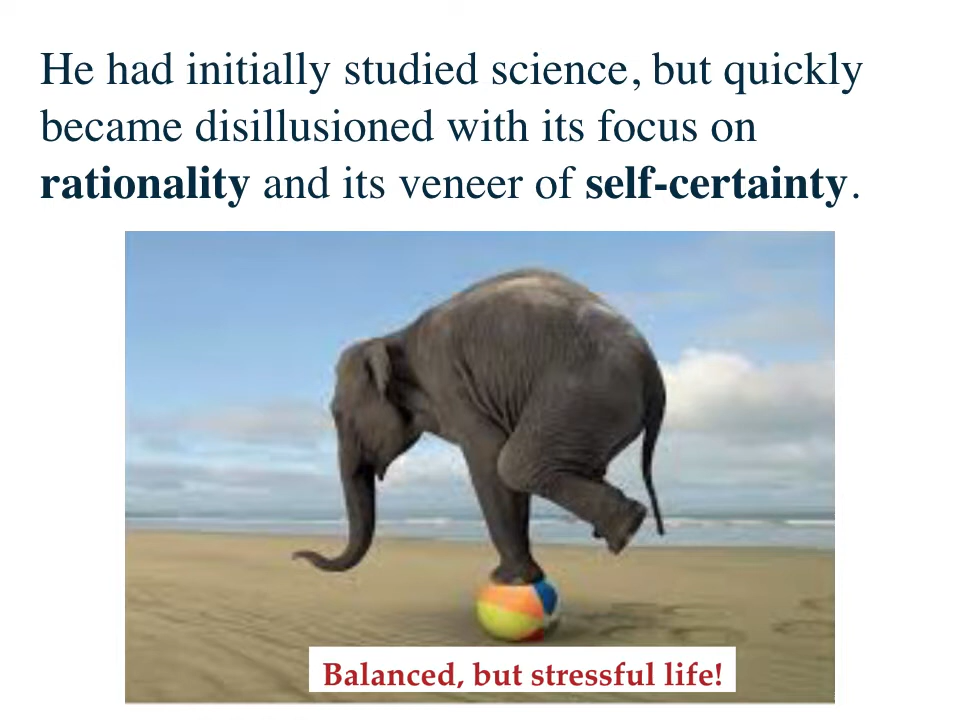 He had initially studied science, but quickly
became disillusioned with its focus on
rationality and its veneer of self-certainty.
Balanced, but stressful life!